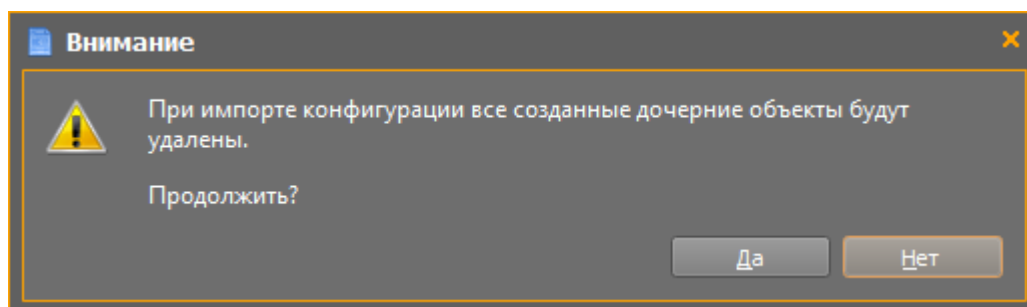 Внимание
При импорте конфигурации все созданные дочерние объекты будут
удалены.
Продолжить?
Да
Нет